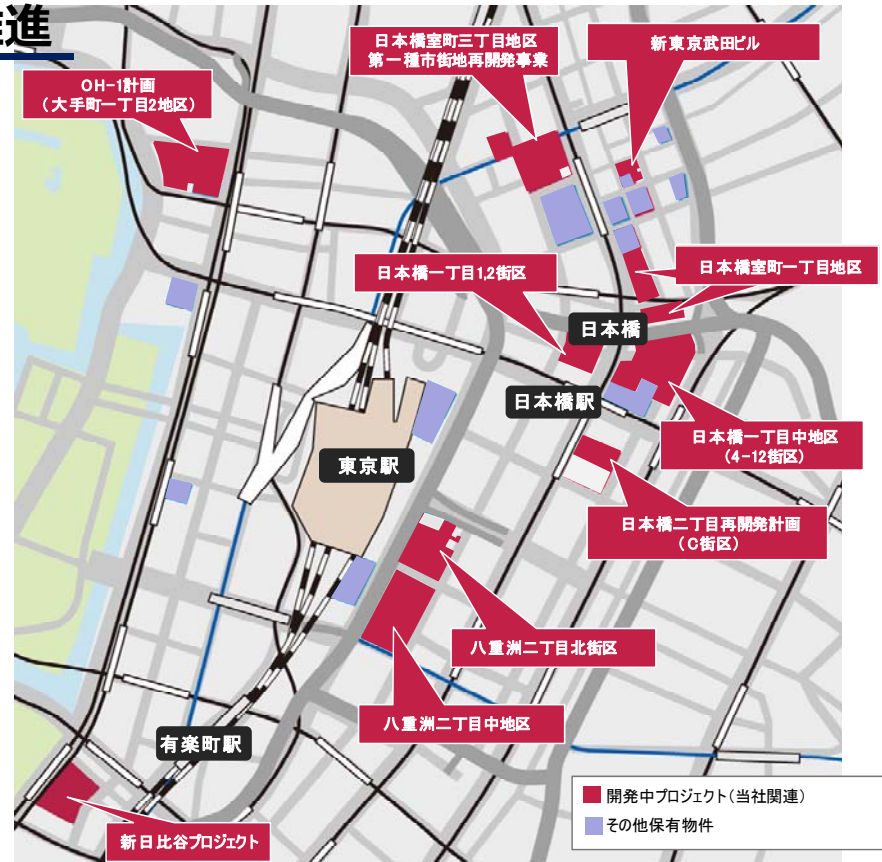 進
日本橋室町三丁目地区
第一種市街地再開発事業
新東京武田ビル
OH-1計画
(大手町一丁目2地区)
日本橋一丁目1,2街区
日本橋室町一丁目地区
日本橋
日本橋駅
日本橋一丁目中地区
(4-12街区)
東京駅
日本橋二丁目再開発計画
(C街区)
八重洲二丁目北街区
八重洲二丁目中地区
有楽町駅
新日比谷プロジェクト
開発中プロジェクト(当社関連)
その他保有物件